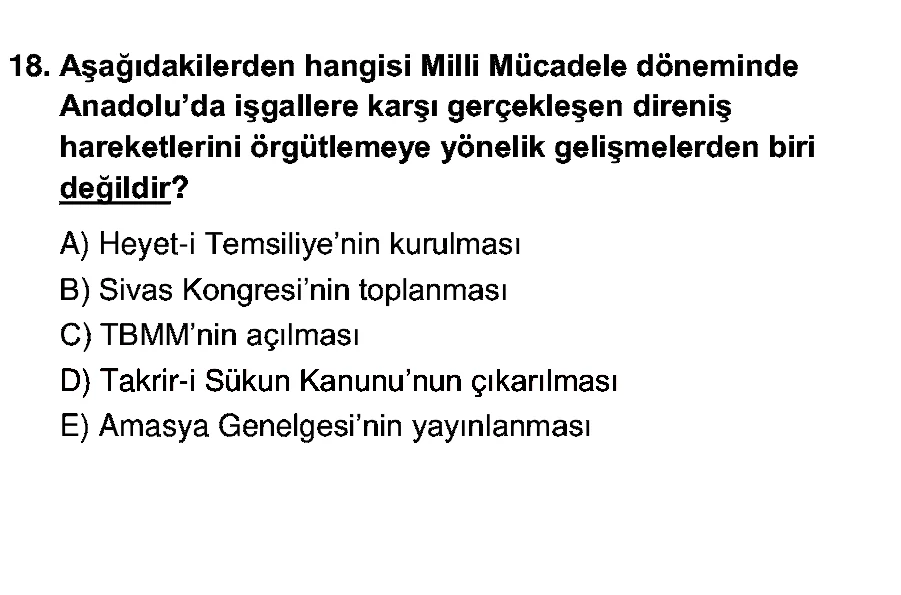 18. Aşağıdakilerden hangisi Milli Mücadele döneminde
Anadolu’da işgallere karşı gerçekleşen direniş
hareketlerini örgütlemeye yönelik gelişmelerden biri
değildir?
A) Heyet-i Temsiliye’nin kurulması
B) Sivas Kongresi’nin toplanması
C) TBMM’nin açılması
D) Takrir-i Sükun Kanunu’nun çıkarılması
E) Amasya Genelgesi’nin yayınlanması